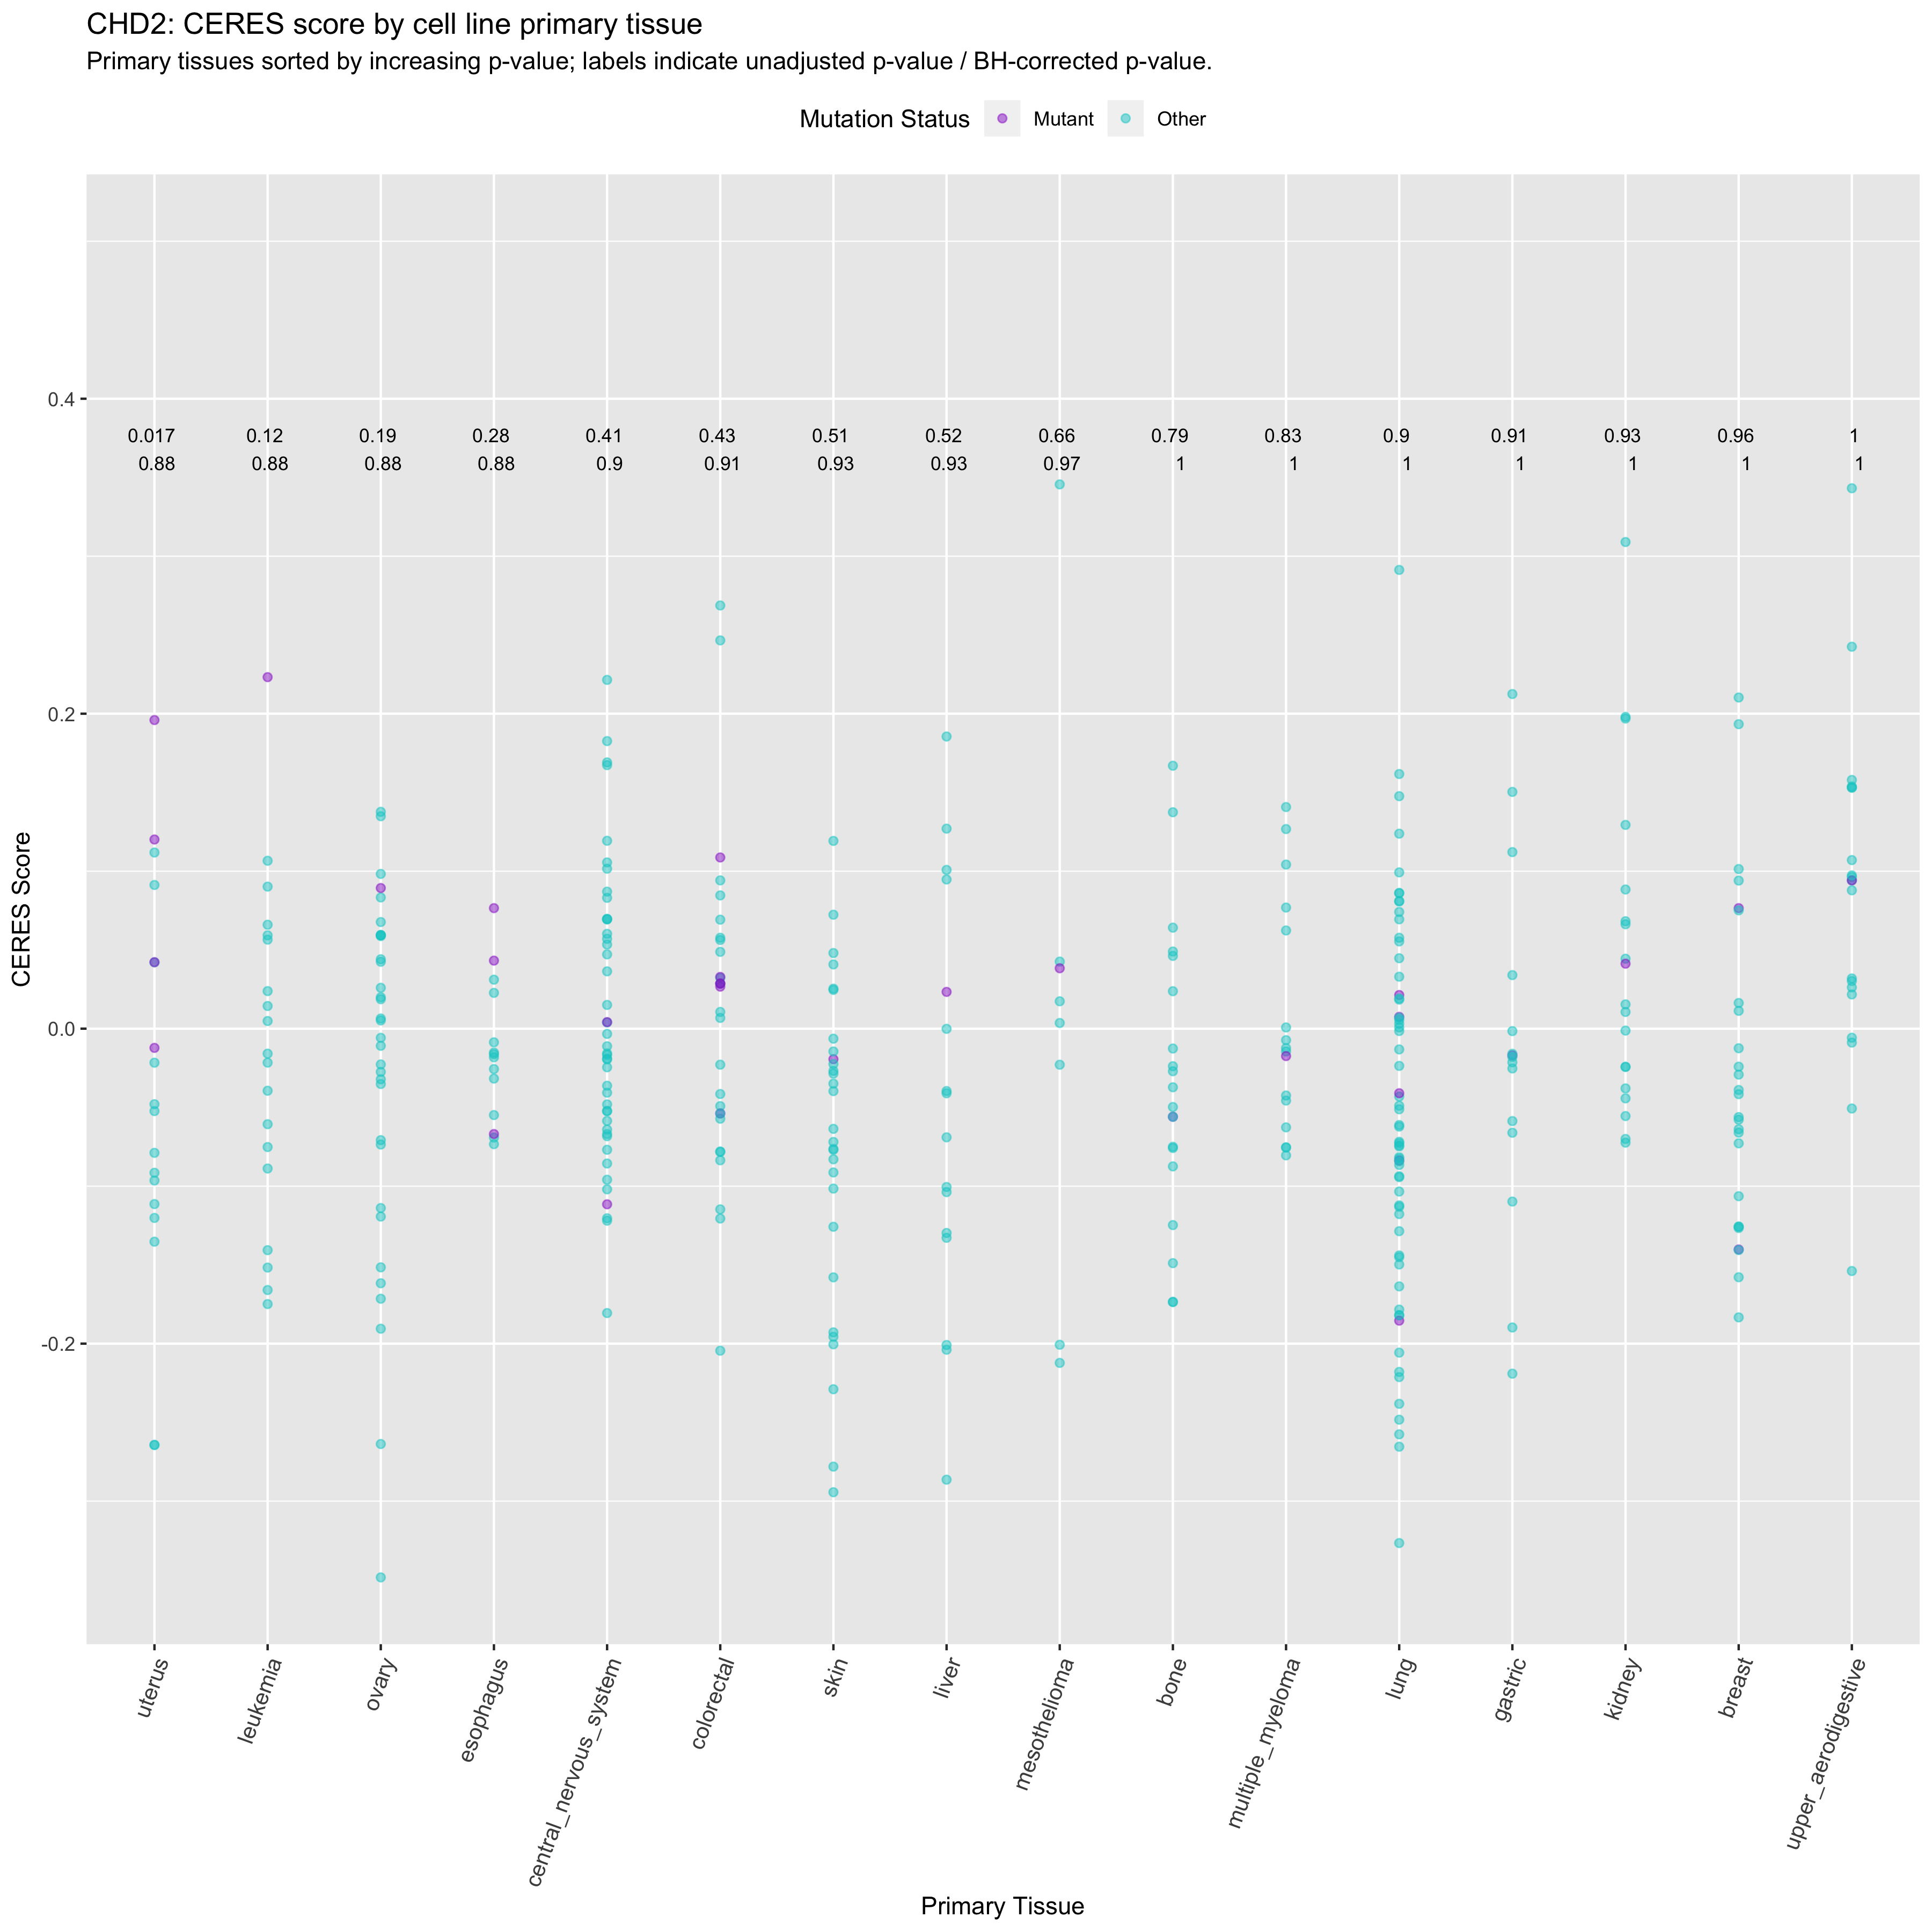 CHD2: CERES score by cell line primary tissue
Primary tissues sorted by increasing p-value; labels indicate unadjusted p-value / BH-corrected p-value.
Mutation Status Mutant Other
0.4
0.017 0.12 0.19 0.28 0.41 0.43 0.51 0.52 0.66 0.79 0.83 0.9 0.91 0.93 0.96 1
0.88 0.88 0.88 0.88 0.9 0.91 0.93 0.93 0.97 1 1 1 1 1 1 1
0.2
0.0
-0.2
CERES Score
uterus
leukemia
ovary
esophagus
central_nervous_system
colorectal
skin
liver
mesothelioma
bone
multiple_myeloma
lung
gastric
kidney
breast
upper_aerodigestive
Primary Tissue